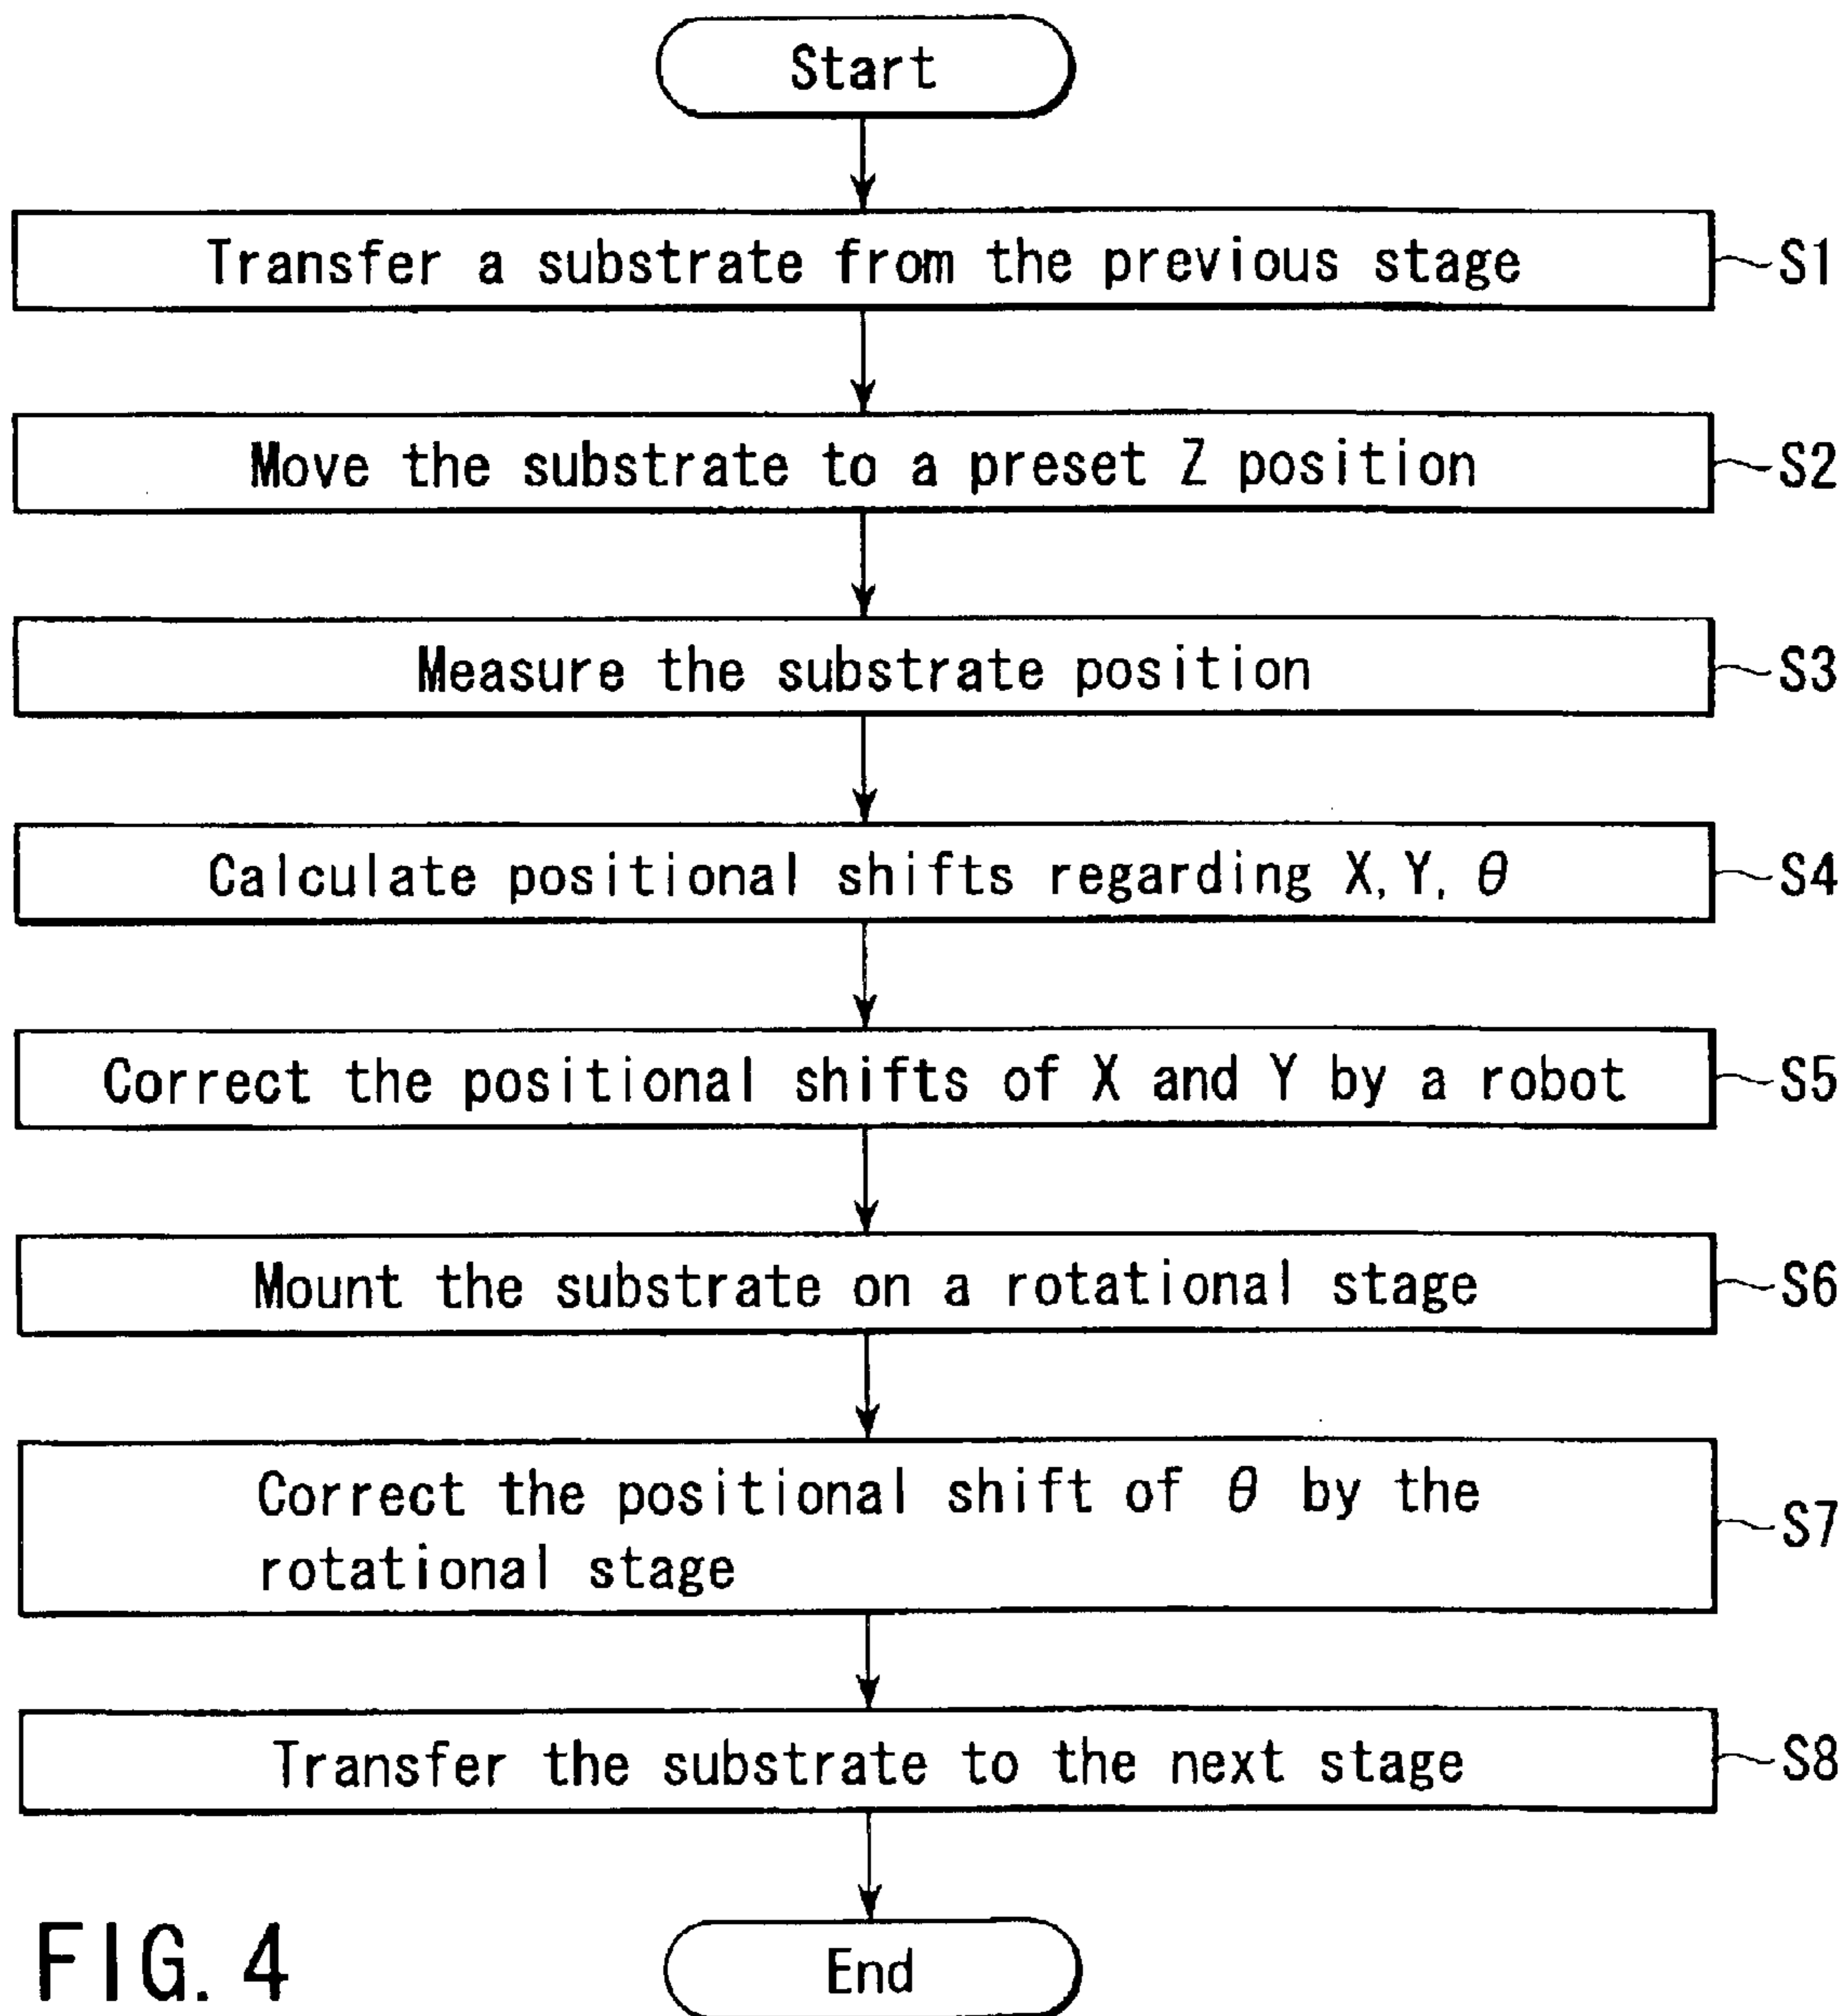 Start
Transfer a substrate from the previous stage
S1
Move the substrate to a preset Z position
S2
Measure the substrate position
S3
Calculate positional shifts regarding X, Y, θ
S4
Correct the positional shifts of X and Y by a robot
S5
Mount the substrate on a rotational stage
S6
Correct the positional shift of θ by the
rotational stage
S7
Transfer the substrate to the next stage
S8
End
FIG. 4